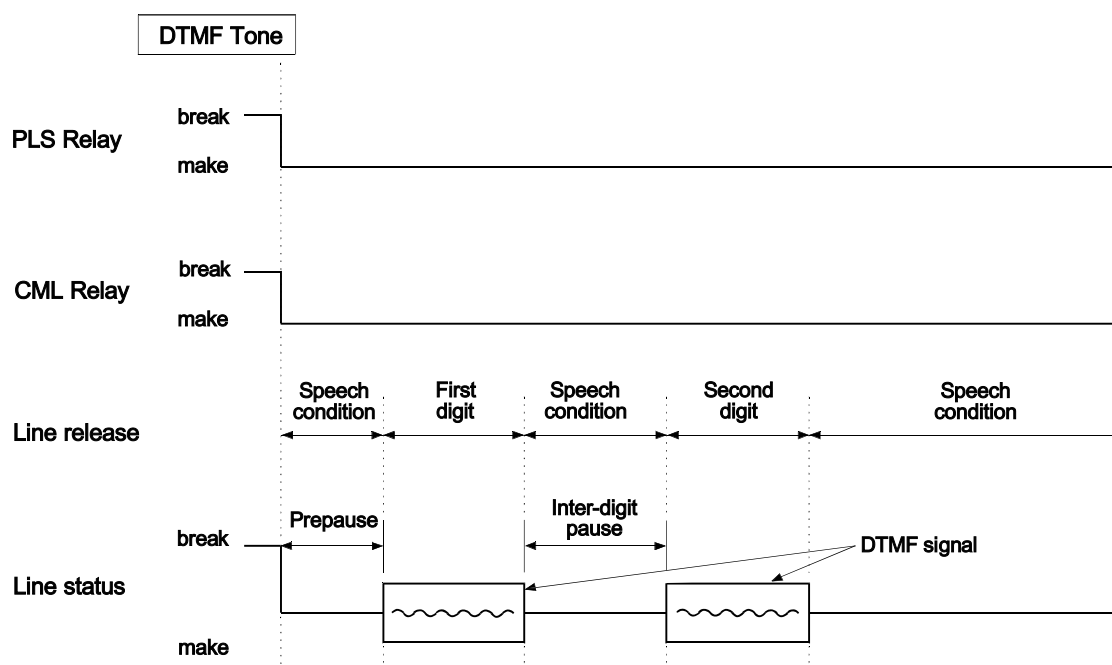 DTMF Tone
break
PLS Relay
make
break
CML Relay
make
Speech
condition
First
digit
Speech
condition
Second
digit
Speech
condition
Line release
Prepause
Inter-digit
pause
break
DTMF signal
Line status
make